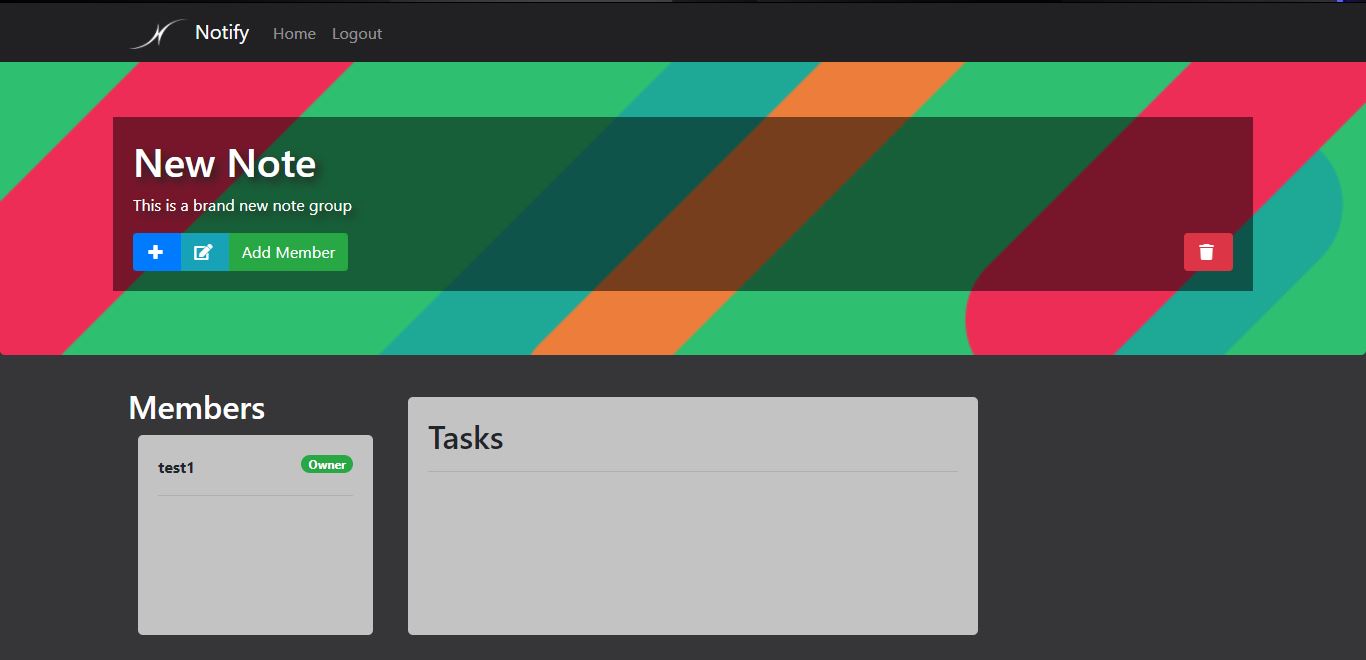 Notify Home Logout
New Note
This is a brand new note group
Add Member
Members
test1 Owner
Tasks